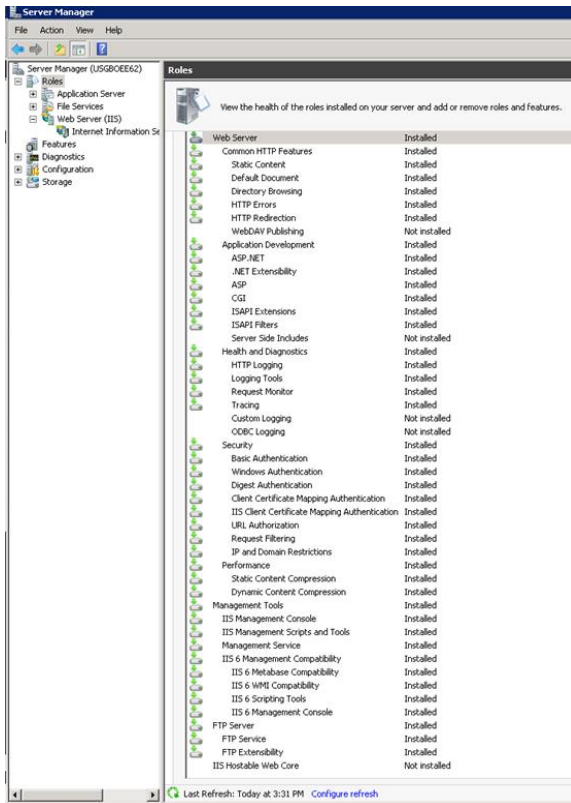 Server Manager
File Action View Help
Server Manager (USGBOEE62)
Roles
Application Server
File Services
Web Server (IIS)
Internet Information Se
Features
Diagnostics
Configuration
Storage
Roles
View the health of the roles installed on your server and add or remove roles and features.
Web Server Installed
Common HTTP Features Installed
Static Content Installed
Default Document Installed
Directory Browsing Installed
HTTP Errors Installed
HTTP Redirection Installed
WebDAV Publishing Not installed
Application Development Installed
ASP.NET Installed
.NET Extensibility Installed
ASP Installed
CGI Installed
ISAPI Extensions Installed
ISAPI Filters Installed
Server Side Includes Not installed
Health and Diagnostics Installed
HTTP Logging Installed
Logging Tools Installed
Request Monitor Installed
Tracing Installed
Custom Logging Not installed
ODBC Logging Not installed
Security Installed
Basic Authentication Installed
Windows Authentication Installed
Digest Authentication Installed
Client Certificate Mapping Authentication Installed
IIS Client Certificate Mapping Authentication Installed
URL Authorization Installed
Request Filtering Installed
IP and Domain Restrictions Installed
Performance Installed
Static Content Compression Installed
Dynamic Content Compression Installed
Management Tools Installed
IIS Management Console Installed
IIS Management Scripts and Tools Installed
Management Service Installed
IIS 6 Management Compatibility Installed
IIS 6 Metabase Compatibility Installed
IIS 6 WMI Compatibility Installed
IIS 6 Scripting Tools Installed
IIS 6 Management Console Installed
FTP Server Installed
FTP Service Installed
FTP Extensibility Installed
IIS Hostable Web Core Not installed
Last Refresh: Today at 3:31 PM Configure refresh